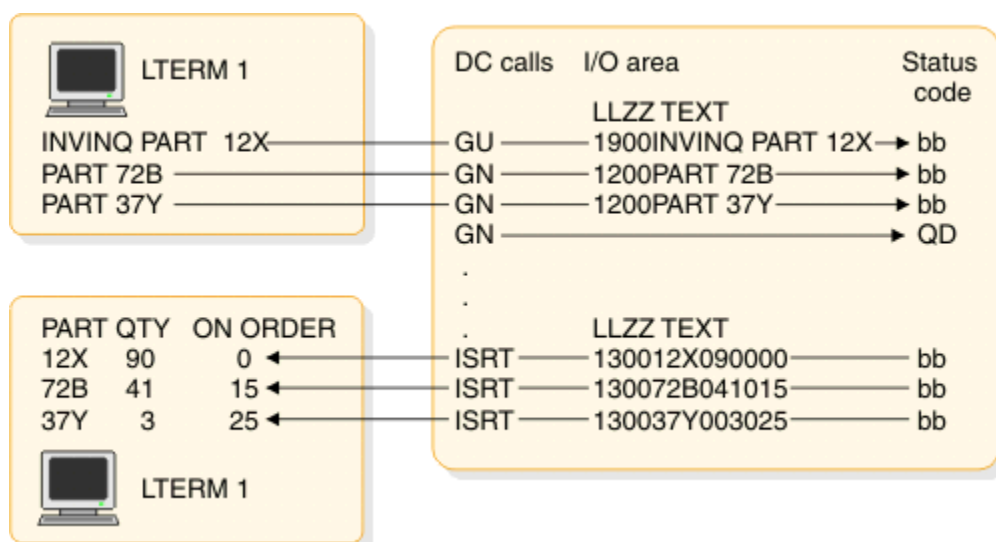 LTERM 1
INVINQ PART 12X
PART 72B
PART 37Y
DC calls I/O area Status code
LLZZ TEXT
GU 1900INVINQ PART 12X bb
GN 1200PART 72B bb
GN 1200PART 37Y bb
GN QD
.
.
.
PART QTY ON ORDER
12X 90 0
72B 41 15
37Y 3 25
LTERM 1
LLZZ TEXT
ISRT 130012X090000 bb
ISRT 130072B041015 bb
ISRT 130037Y003025 bb